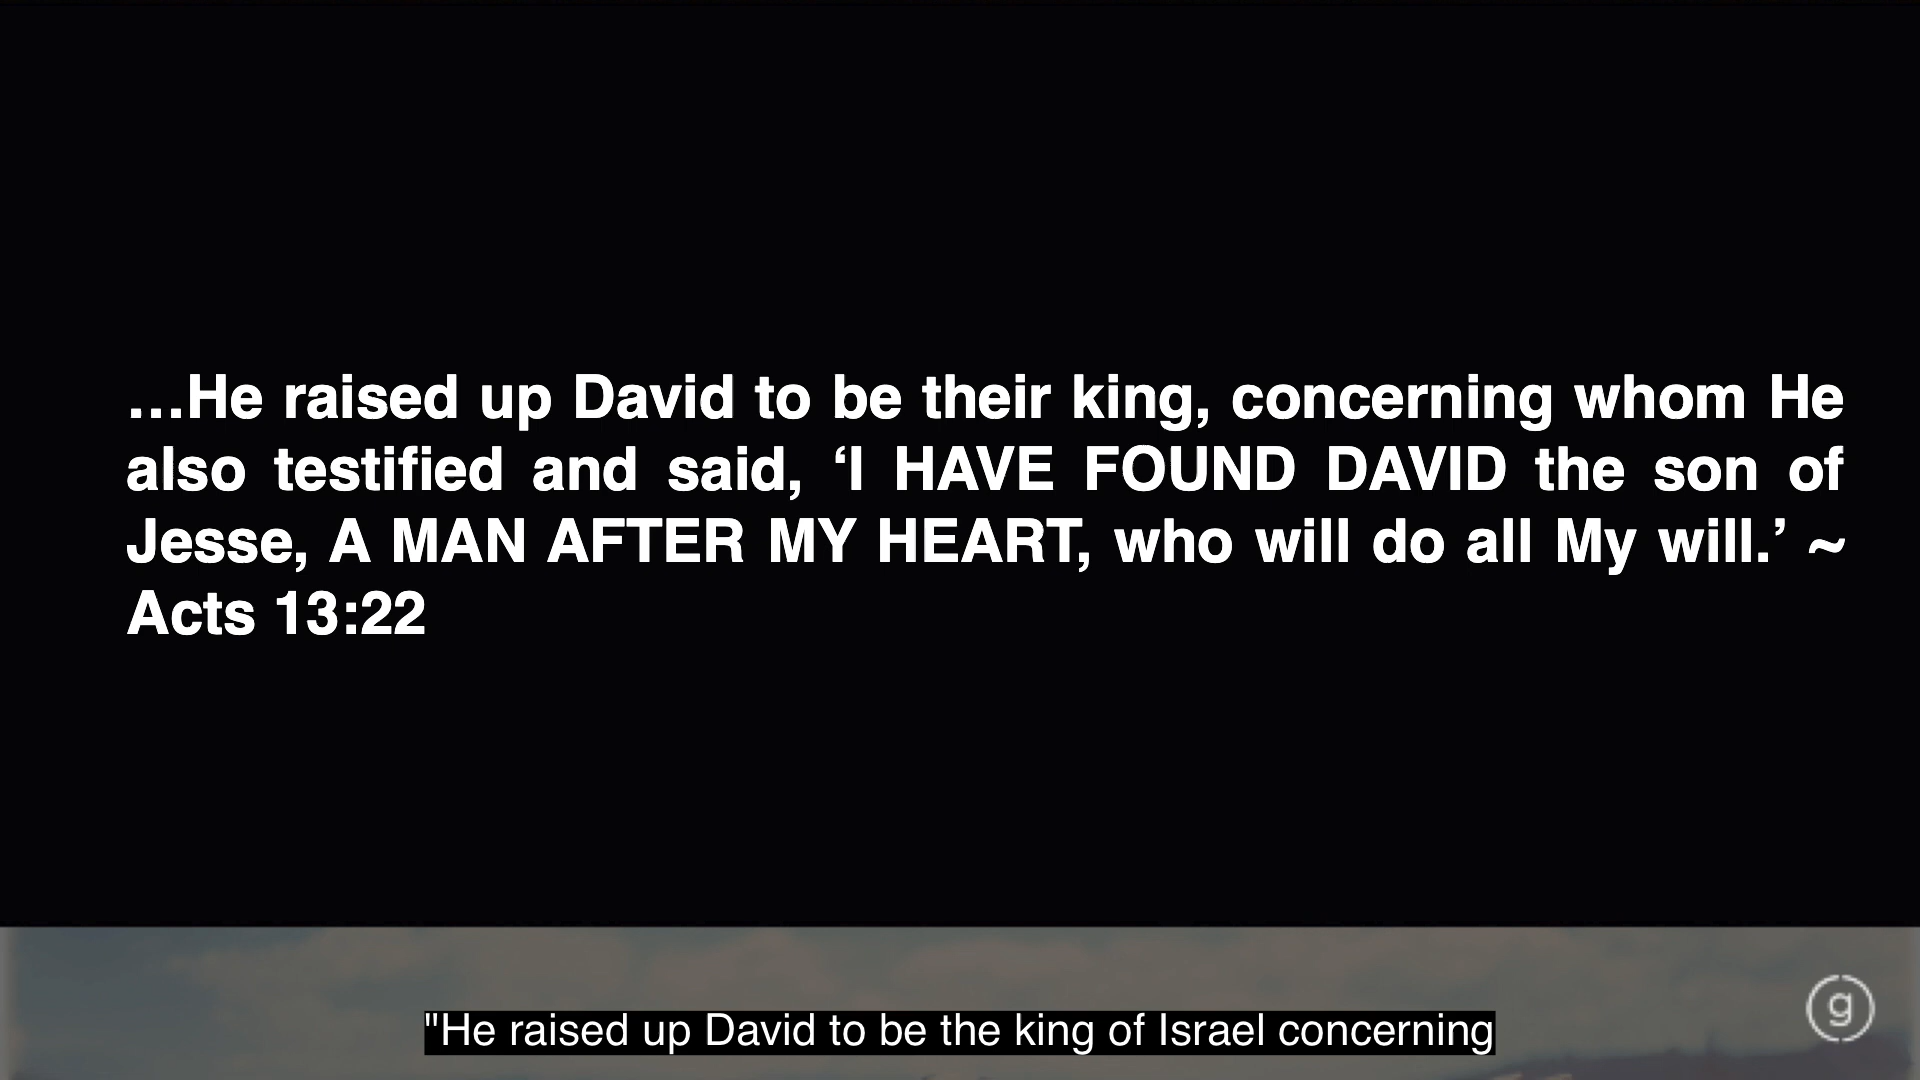 …He raised up David to be their king, concerning whom He
also testified and said, ‘I HAVE FOUND DAVID the son of
Jesse, A MAN AFTER MY HEART, who will do all My will.’ ~
Acts 13:22
g
"He raised up David to be the king of Israel concerning